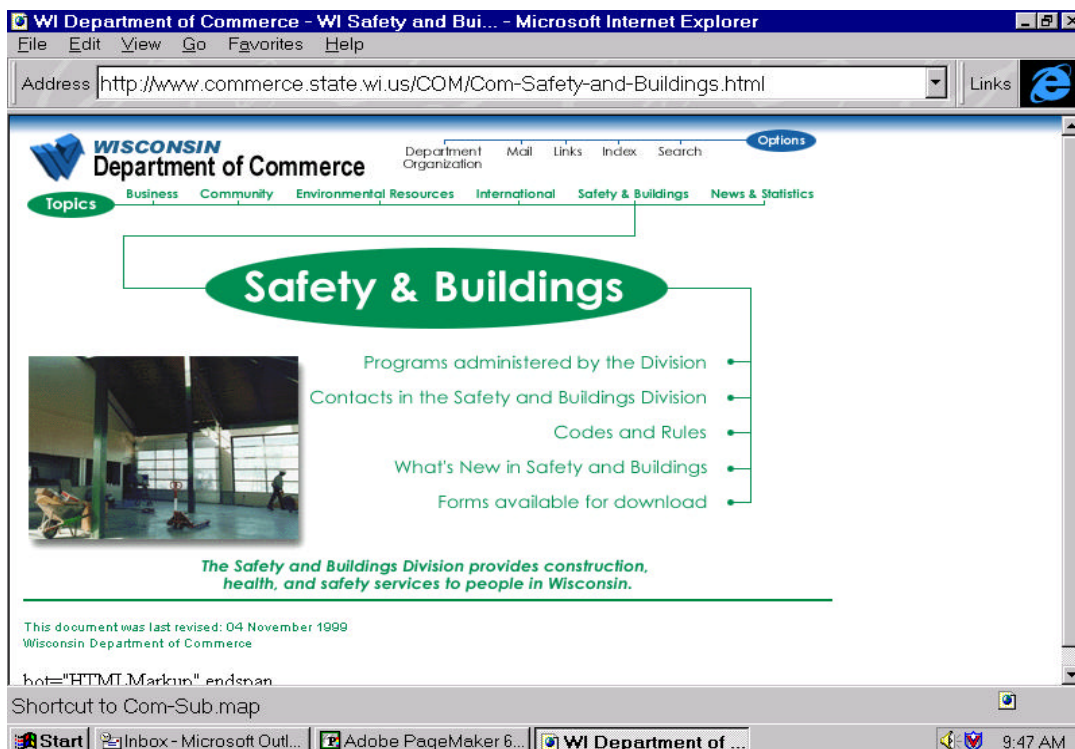 WI Department of Commerce - WI Safety and Bui... - Microsoft Internet Explorer
File Edit View Go Favorites Help
Address http://www.commerce.state.wi.us/COM/Com-Safety-and-Buildings.html Links
WISCONSIN
Department of Commerce
Department Organization Mail Links Index Search Options
Topics Business Community Environmental Resources International Safety & Buildings News & Statistics
Safety & Buildings
Programs administered by the Division
Contacts in the Safety and Buildings Division
Codes and Rules
What's New in Safety and Buildings
Forms available for download
The Safety and Buildings Division provides construction,
health, and safety services to people in Wisconsin.
This document was last revised: 04 November 1999
Wisconsin Department of Commerce
bot="HTMLMarkup" endspan
Shortcut to Com-Sub.map
Start Inbox - Microsoft Outl... Adobe PageMaker 6... WI Department of ... 9:47 AM